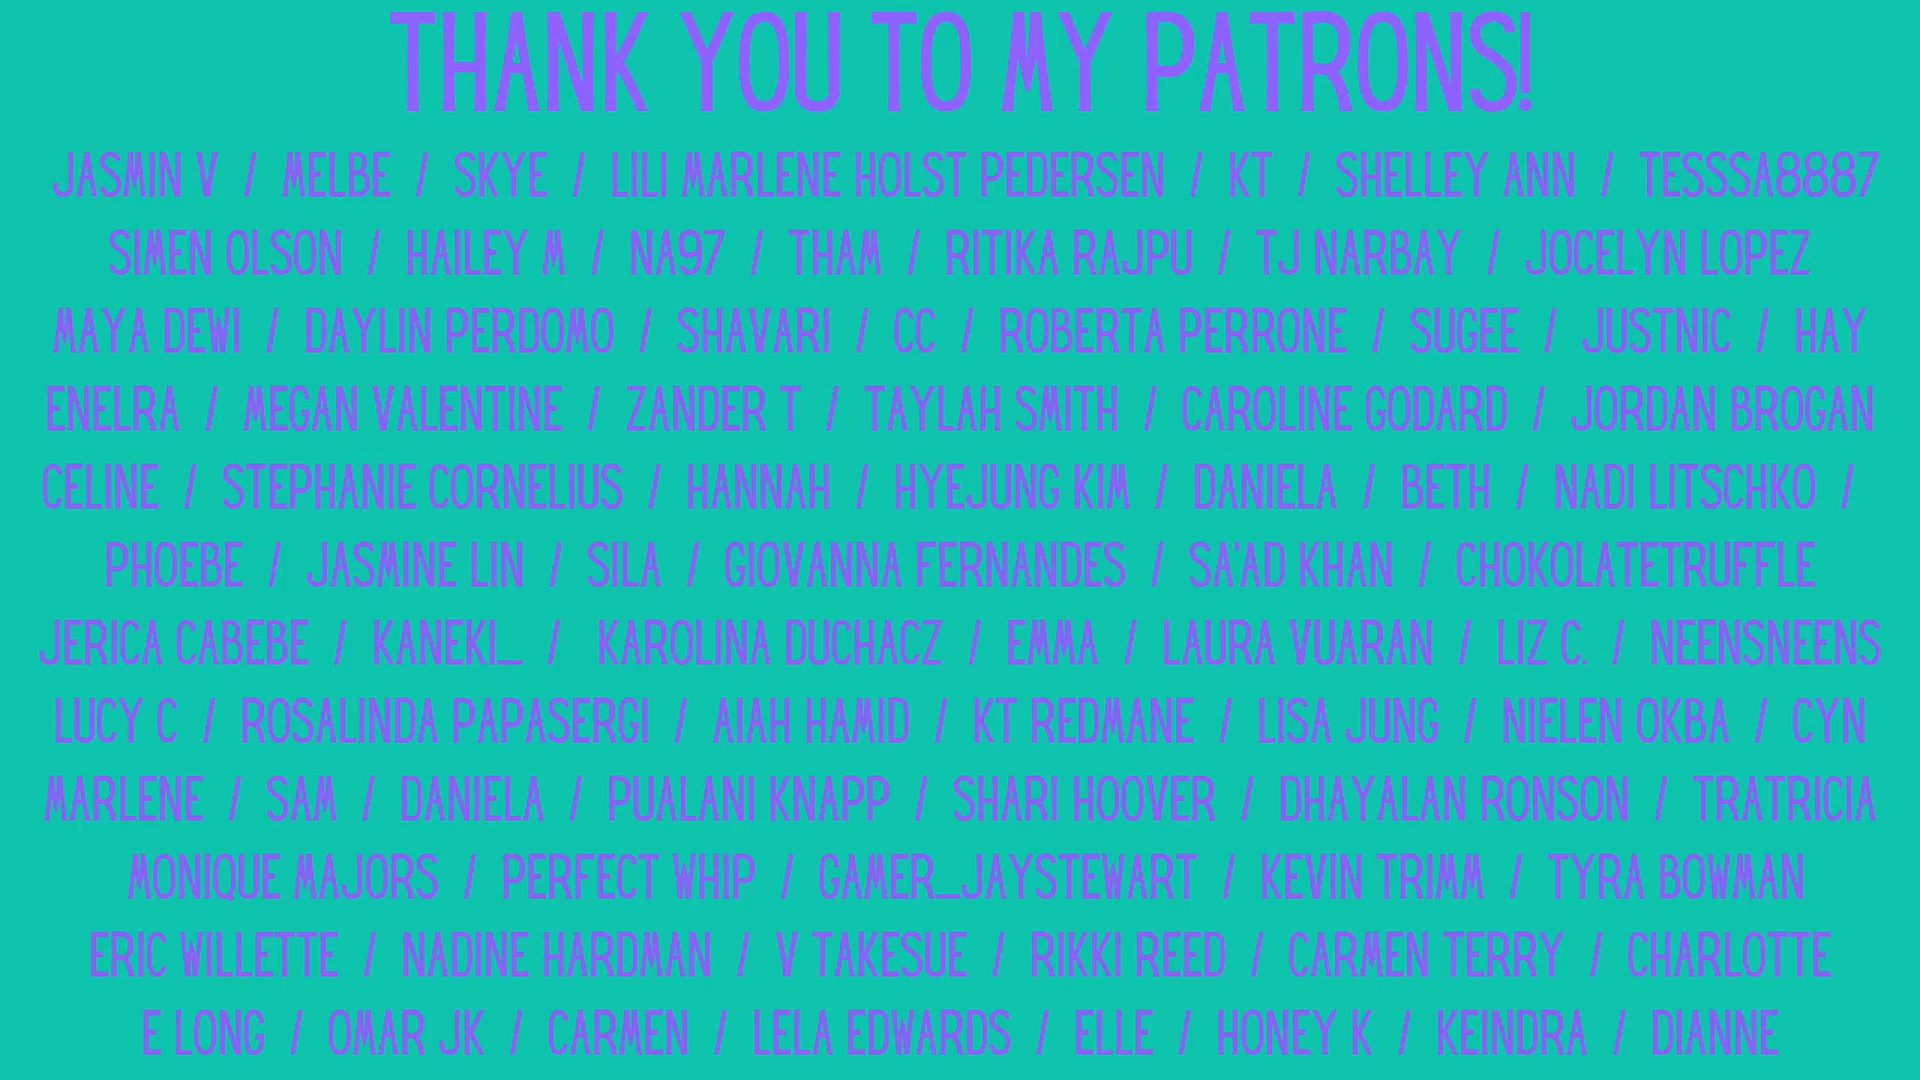 THANK YOU TO MY PATRONS!
JASMIN V / MELBE / SKYE / LILI MARLENE HOLST PEDERSEN / KT / SHELLEY ANN / TESSSA8887
SIMEN OLSON / HAILEY M / NA97 / THAM / RITIKA RAJPU / TJ NARBAY / JOCELYN LOPEZ
MAYA DEWI / DAYLIN PERDOMO / SHAVARI / CC / ROBERTA PERRONE / SUGEE / JUSTNIC / HAY
ENELRA / MEGAN VALENTINE / ZANDER T / TAYLAH SMITH / CAROLINE GODARD / JORDAN BROGAN
CELINE / STEPHANIE CORNELIUS / HANNAH / HYEJUNG KIM / DANIELA / BETH / NADI LITSCHKO /
PHOEBE / JASMINE LIN / SILA / GIOVANNA FERNANDES / SA'AD KHAN / CHOKOLATETRUFFLE
JERICA CABEBE / KANEKI_ / KAROLINA DUCHACZ / EMMA / LAURA VUARAN / LIZ C. / NEENSNEENS
LUCY C / ROSALINDA PAPASERGI / AIAH HAMID / KT REDMANE / LISA JUNG / NIELEN OKBA / CYN
MARLENE / SAM / DANIELA / PUALANI KNAPP / SHARI HOOVER / DHAYALAN RONSON / TRATRICIA
MONIQUE MAJORS / PERFECT WHIP / GAMER_JAYSTEWART / KEVIN TRIMM / TYRA BOWMAN
ERIC WILLETTE / NADINE HARDMAN / V TAKESUE / RIKKI REED / CARMEN TERRY / CHARLOTTE
E LONG / OMAR JK / CARMEN / LELA EDWARDS / ELLE / HONEY K / KEINDRA / DIANNE